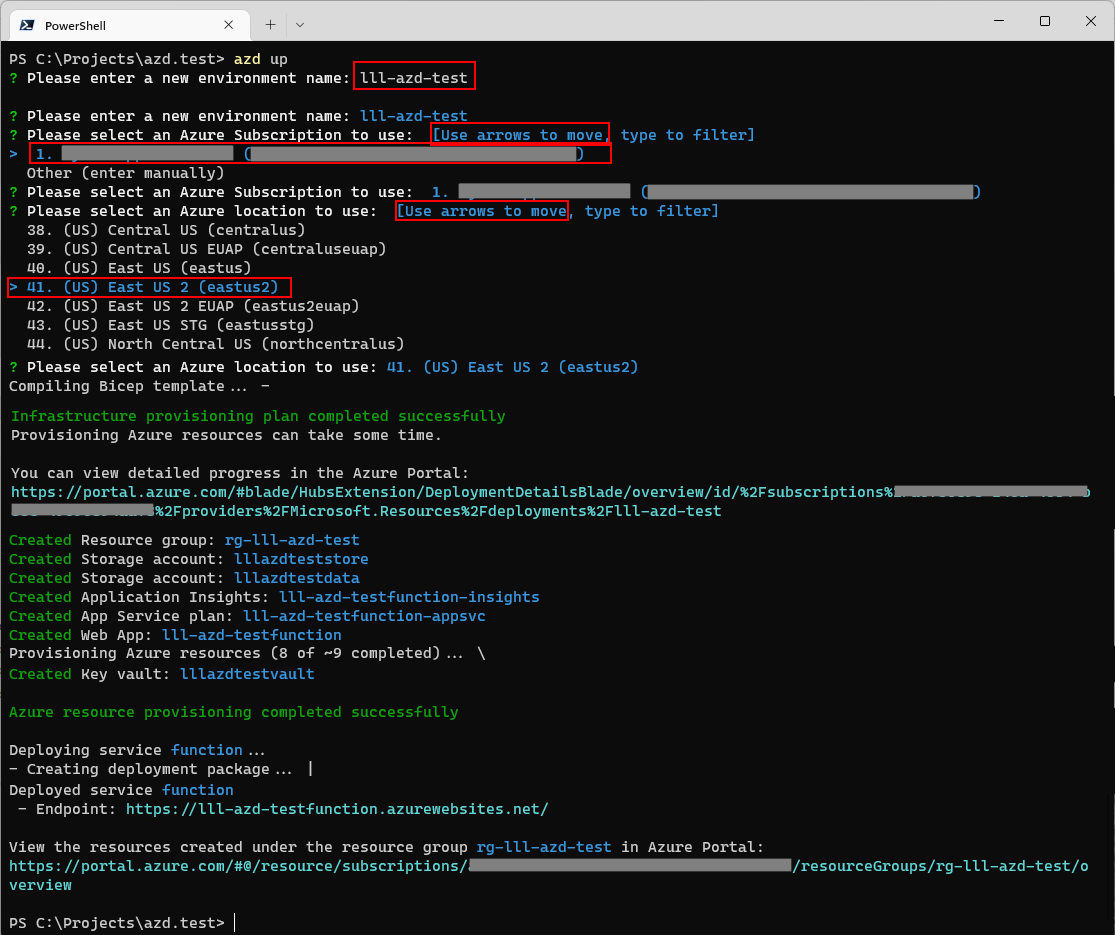 PowerShell
PS C:\Projects\azd.test> azd up
? Please enter a new environment name: lll-azd-test
? Please enter a new environment name: lll-azd-test
? Please select an Azure Subscription to use:  [Use arrows to move, type to filter]
> 1. ( )
Other (enter manually)
? Please select an Azure Subscription to use:  1. ( )
? Please select an Azure location to use:  [Use arrows to move, type to filter]
38. (US) Central US (centralus)
39. (US) Central US EUAP (centraluseuap)
40. (US) East US (eastus)
> 41. (US) East US 2 (eastus2)
42. (US) East US 2 EUAP (eastus2euap)
43. (US) East US STG (eastusstg)
44. (US) North Central US (northcentralus)
? Please select an Azure location to use: 41. (US) East US 2 (eastus2)
Compiling Bicep template... -
Infrastructure provisioning plan completed successfully
Provisioning Azure resources can take some time.
You can view detailed progress in the Azure Portal:
https://portal.azure.com/#blade/HubsExtension/DeploymentDetailsBlade/overview/id/%2Fsubscriptions%
%2Fproviders%2FMicrosoft.Resources%2Fdeployments%2Flll-azd-test
Created Resource group: rg-lll-azd-test
Created Storage account: lllazdteststore
Created Storage account: lllazdtestdata
Created Application Insights: lll-azd-testfunction-insights
Created App Service plan: lll-azd-testfunction-appsvc
Created Web App: lll-azd-testfunction
Provisioning Azure resources (8 of ~9 completed)... \
Created Key vault: lllazdtestvault
Azure resource provisioning completed successfully
Deploying service function...
- Creating deployment package... |
Deployed service function
- Endpoint: https://lll-azd-testfunction.azurewebsites.net/
View the resources created under the resource group rg-lll-azd-test in Azure Portal:
https://portal.azure.com/#@/resource/subscriptions/ /resourceGroups/rg-lll-azd-test/o
verview
PS C:\Projects\azd.test>